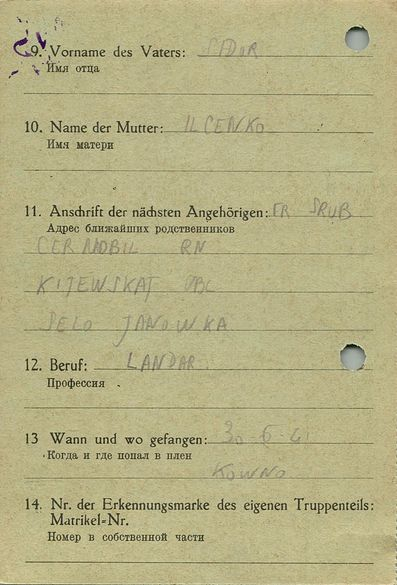 9. Vorname des Vaters: SIDOR
Имя отца
10. Name der Mutter: ILCENKO
Имя матери
11. Anschrift der nächsten Angehörigen: FR SRUB
Адрес ближайших родственников
CERNOBIL RN
KIJEWSKAJ OBL
SELO JANOWKA
12. Beruf: LANDAR
Профессия
13 Wann und wo gefangen: 30-6-41
Когда и где попал в плен
KOWNO
14. Nr. der Erkennungsmarke des eigenen Truppenteils:
Matrikel-Nr.
Номер в собственной части